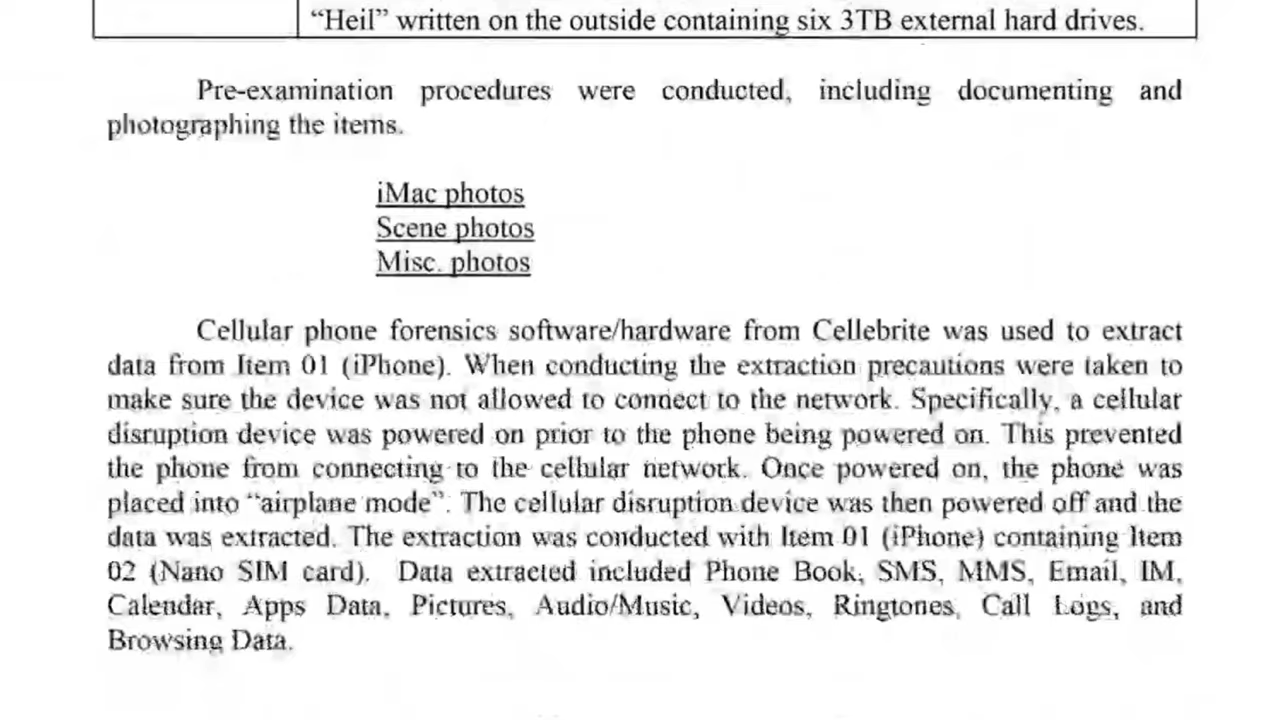 “Heil” written on the outside containing six 3TB external hard drives.
Pre-examination procedures were conducted, including documenting and
photographing the items.
iMac photos
Scene photos
Misc. photos
Cellular phone forensics software/hardware from Cellebrite was used to extract
data from Item 01 (iPhone). When conducting the extraction precautions were taken to
make sure the device was not allowed to connect to the network. Specifically, a cellular
disruption device was powered on prior to the phone being powered on. This prevented
the phone from connecting to the cellular network. Once powered on, the phone was
placed into “airplane mode”. The cellular disruption device was then powered off and the
data was extracted. The extraction was conducted with Item 01 (iPhone) containing Item
02 (Nano SIM card). Data extracted included Phone Book, SMS, MMS, Email, IM,
Calendar, Apps Data, Pictures, Audio/Music, Videos, Ringtones, Call Logs, and
Browsing Data.